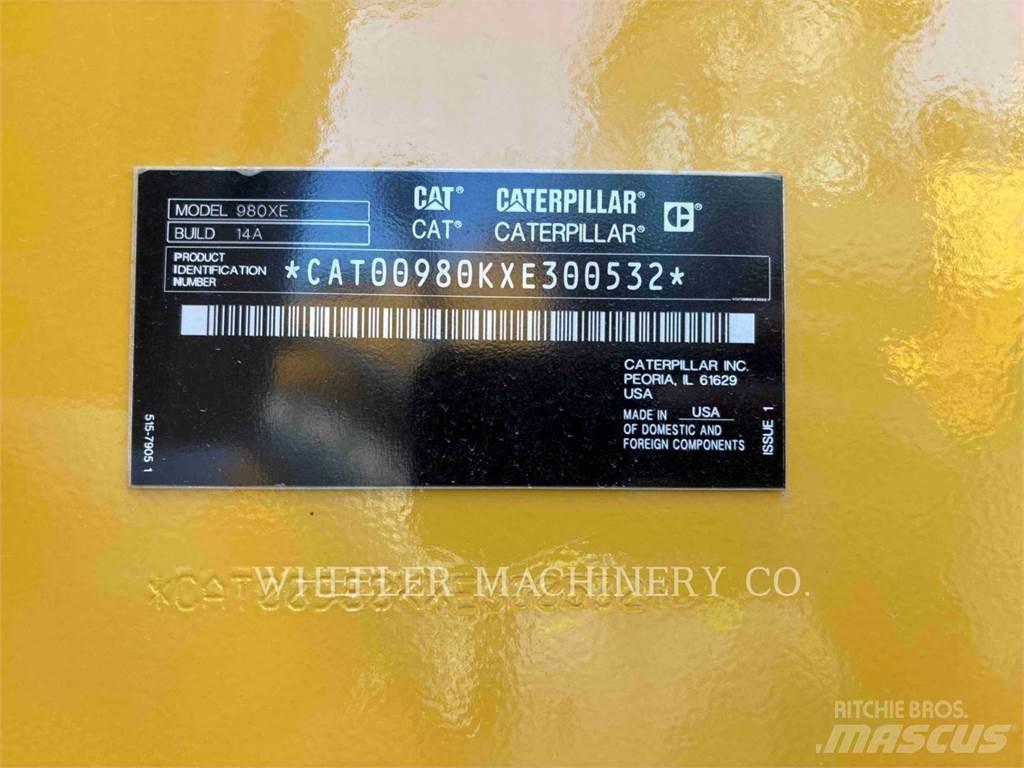 MODEL 980XE
BUILD 14A
CAT® CATERPILLAR® C®
CAT® CATERPILLAR®
PRODUCT
IDENTIFICATION
NUMBER
*CAT00980KXE300532*
CATERPILLAR INC.
PEORIA, IL 61629
USA
MADE IN USA
OF DOMESTIC AND
FOREIGN COMPONENTS
515-7905 1
ISSUE 1
WHEELER MACHINERY CO.
RITCHIE BROS.
MASCUS